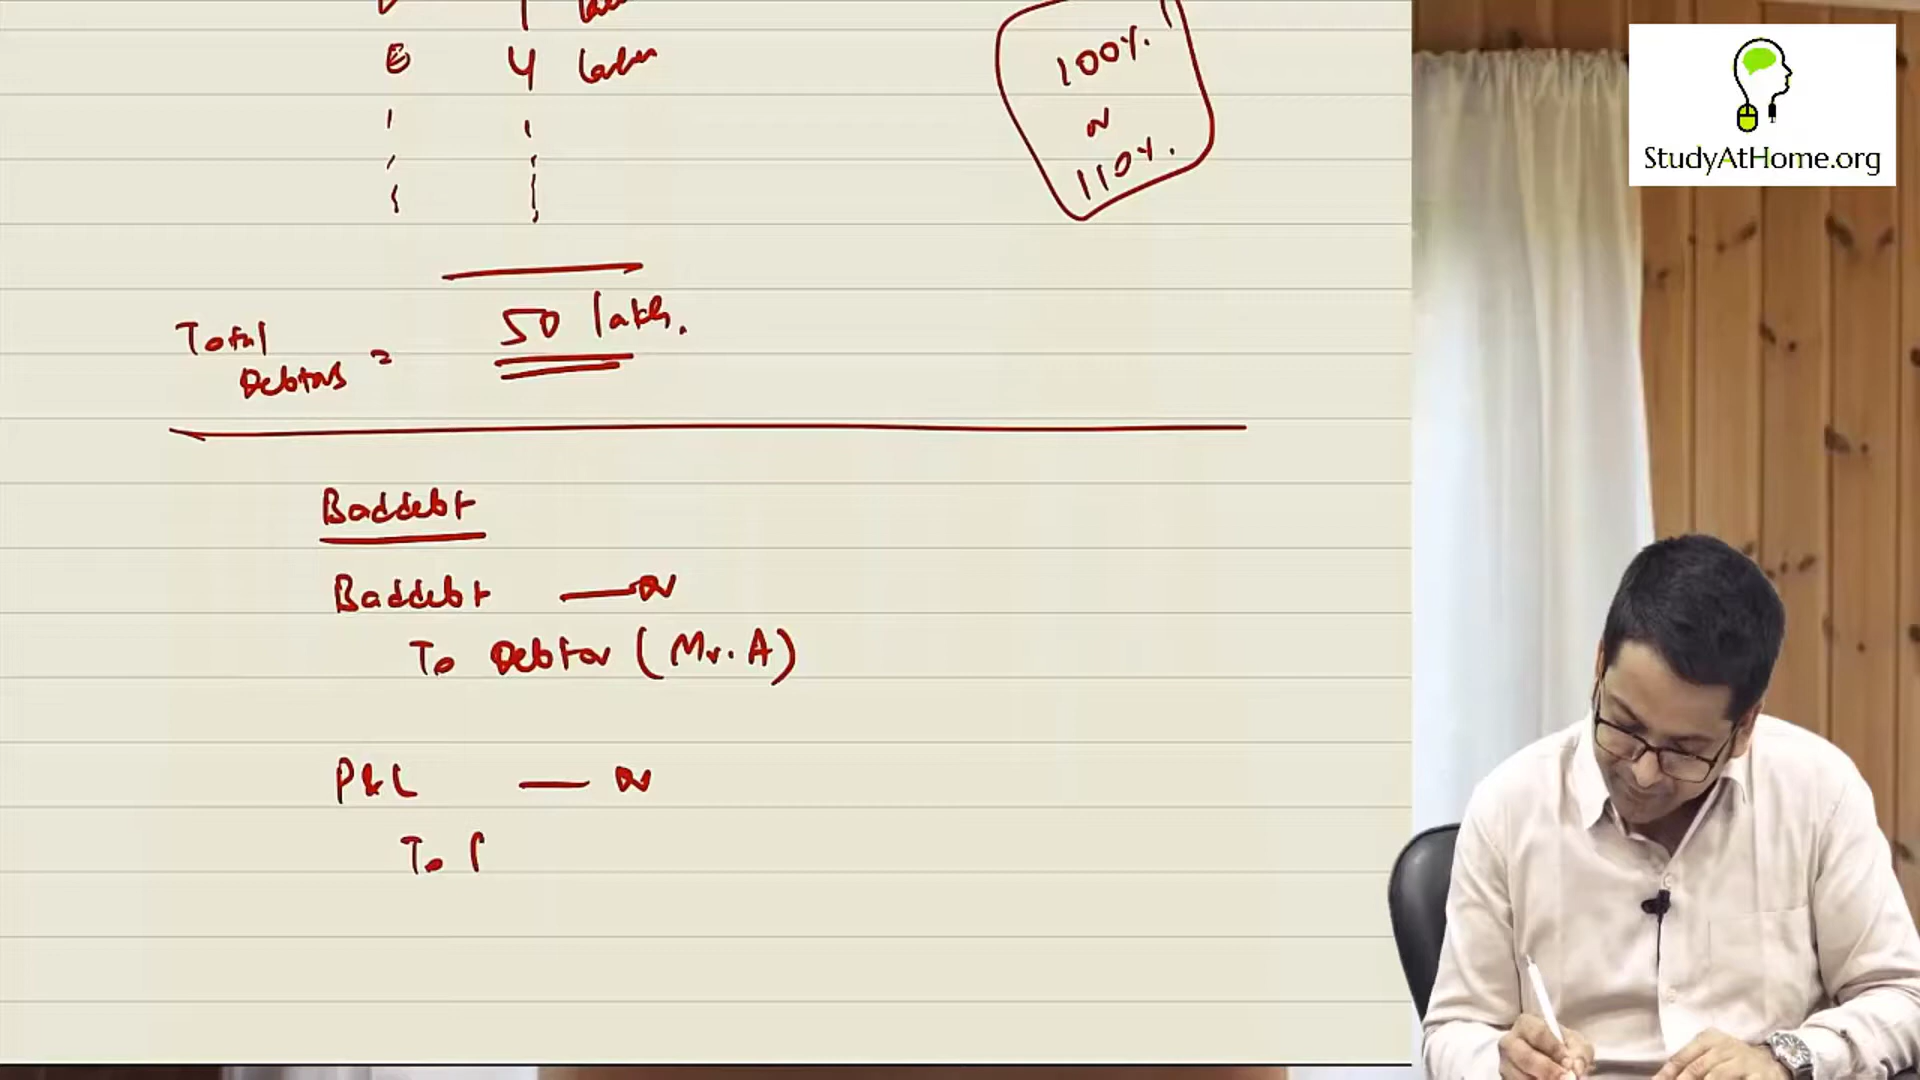 E 4 Lakh
100%.
or
110%.
50 lakh.
Total
Debtors =
Baddebt
Baddebt — Dr
To Debtor (Mr. A)
P&L — Dr
To
StudyAtHome.org